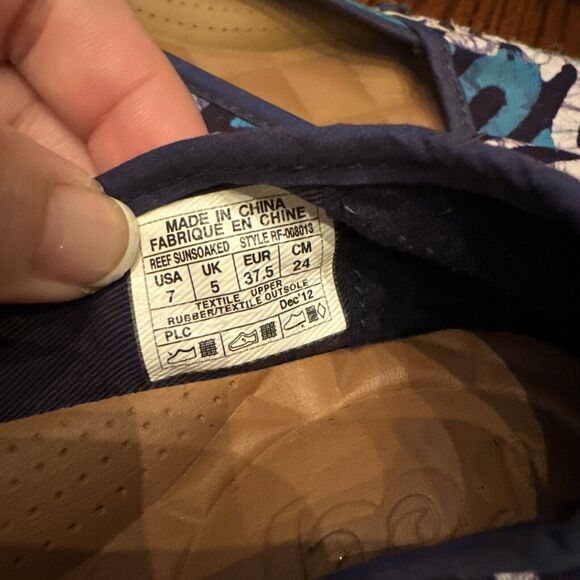 MADE IN CHINA
FABRIQUE EN CHINE
REEF SUNSOAKED STYLE RF-008013
USA UK EUR CM
7 5 37.5 24
TEXTILE UPPER
RUBBER/TEXTILE OUTSOLE
PLC Dec'12